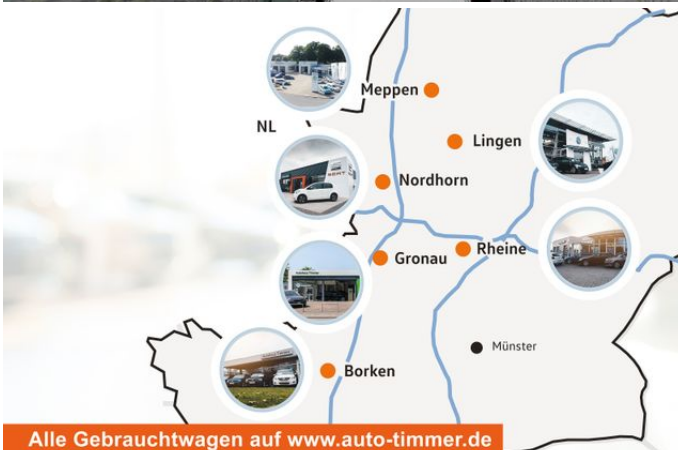 Meppen
NL
Lingen
Nordhorn
Gronau
Rheine
Münster
Borken
Alle Gebrauchtwagen auf www.auto-timmer.de